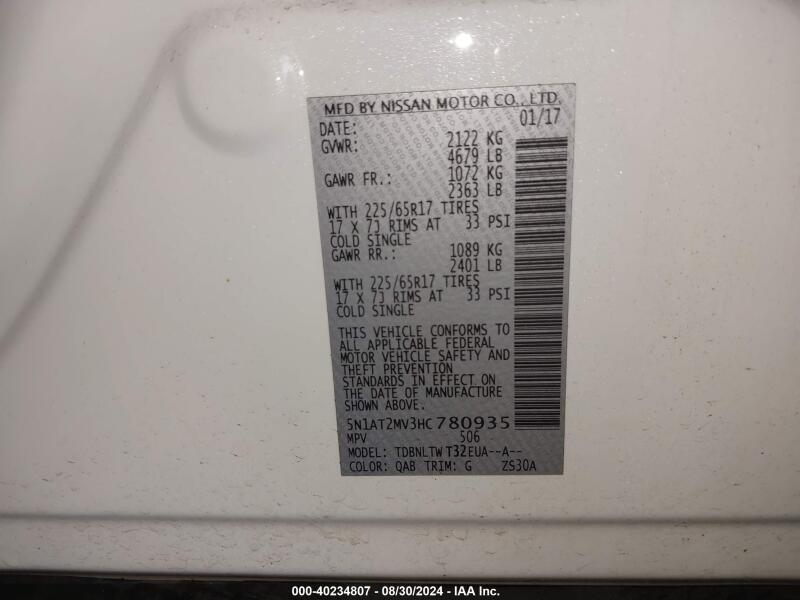 MFD BY NISSAN MOTOR CO., LTD.
DATE: 01/17
GVWR: 2122 KG
4679 LB
GAWR FR.: 1072 KG
2363 LB
WITH 225/65R17 TIRES
17 X 7J RIMS AT 33 PSI
COLD SINGLE
GAWR RR.: 1089 KG
2401 LB
WITH 225/65R17 TIRES
17 X 7J RIMS AT 33 PSI
COLD SINGLE
THIS VEHICLE CONFORMS TO
ALL APPLICABLE FEDERAL
MOTOR VEHICLE SAFETY AND
THEFT PREVENTION
STANDARDS IN EFFECT ON
THE DATE OF MANUFACTURE
SHOWN ABOVE.
5N1AT2MV3HC780935
MPV 506
MODEL: TDBNLTW T32EUA--A--
COLOR: QAB TRIM: G ZS30A
000-40234807 - 08/30/2024 - IAA Inc.